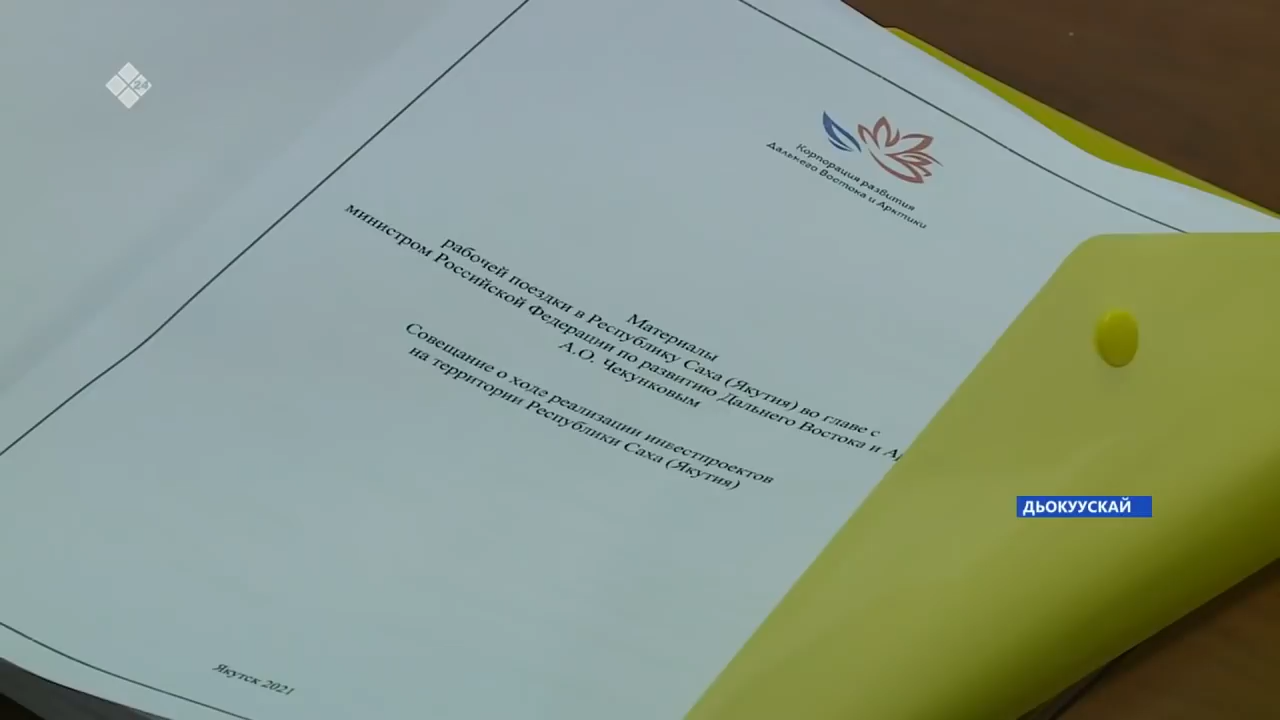 24
Корпорация развития
Дальнего Востока и Арктики
Материалы
рабочей поездки в Республику Саха (Якутия) во главе с
министром Российской Федерации по развитию Дальнего Востока и
А.О. Чекунковым
Совещание о ходе реализации инвестпроектов
на территории Республики Саха (Якутия)
ДЬОКУУСКАЙ
Якутск 2021